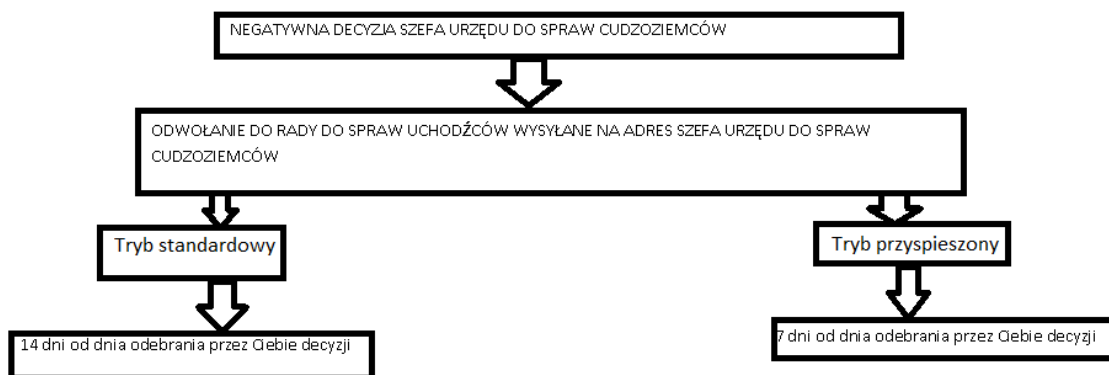 NEGATYWNA DECYZJA SZEFA URZĘDU DO SPRAW CUDZOZIEMCÓW
ODWOŁANIE DO RADY DO SPRAW UCHODŹCÓW WYSYŁANE NA ADRES SZEFA URZĘDU DO SPRAW
CUDZOZIEMCÓW
Tryb standardowy
Tryb przyspieszony
14 dni od dnia odebrania przez Ciebie decyzji
7 dni od dnia odebrania przez Ciebie decyzji